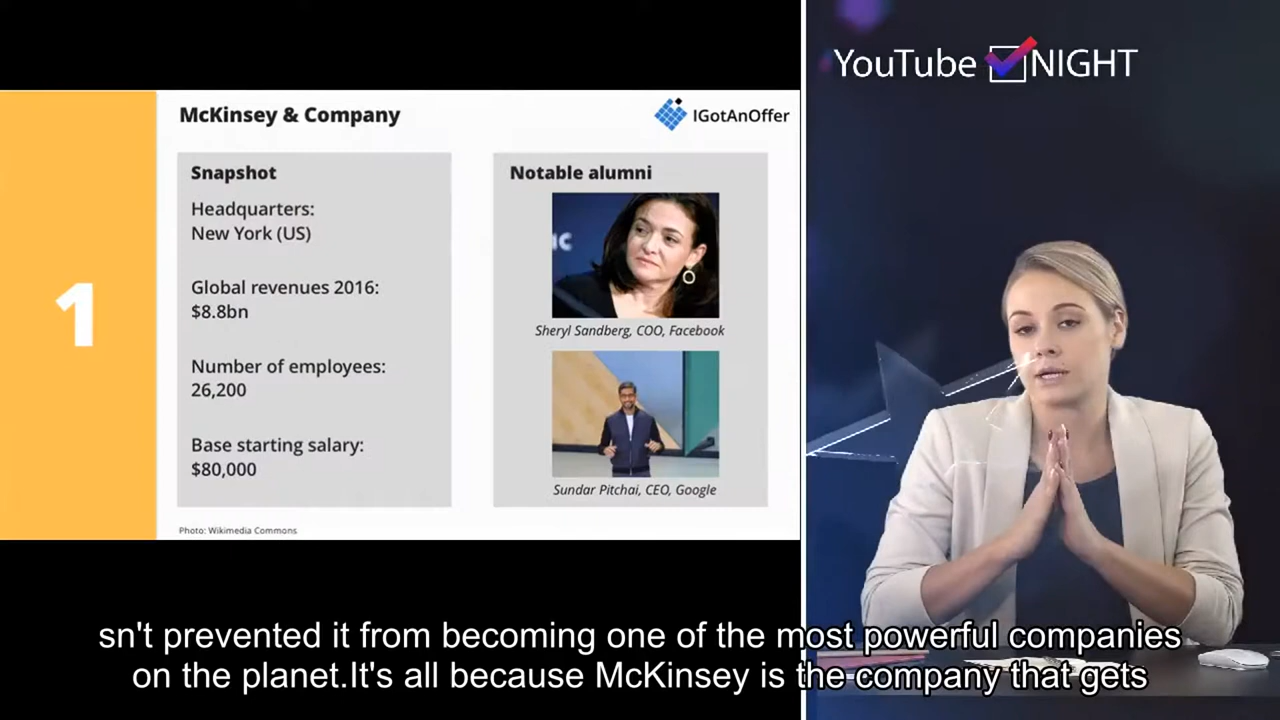 McKinsey & Company
IGotAnOffer
Snapshot
Headquarters:
New York (US)
Global revenues 2016:
$8.8bn
Number of employees:
26,200
Base starting salary:
$80,000
Notable alumni
Sheryl Sandberg, COO, Facebook
Sundar Pitchai, CEO, Google
1
Photo: Wikimedia Commons
YouTube NIGHT
sn't prevented it from becoming one of the most powerful companies
on the planet.It's all because McKinsey is the company that gets